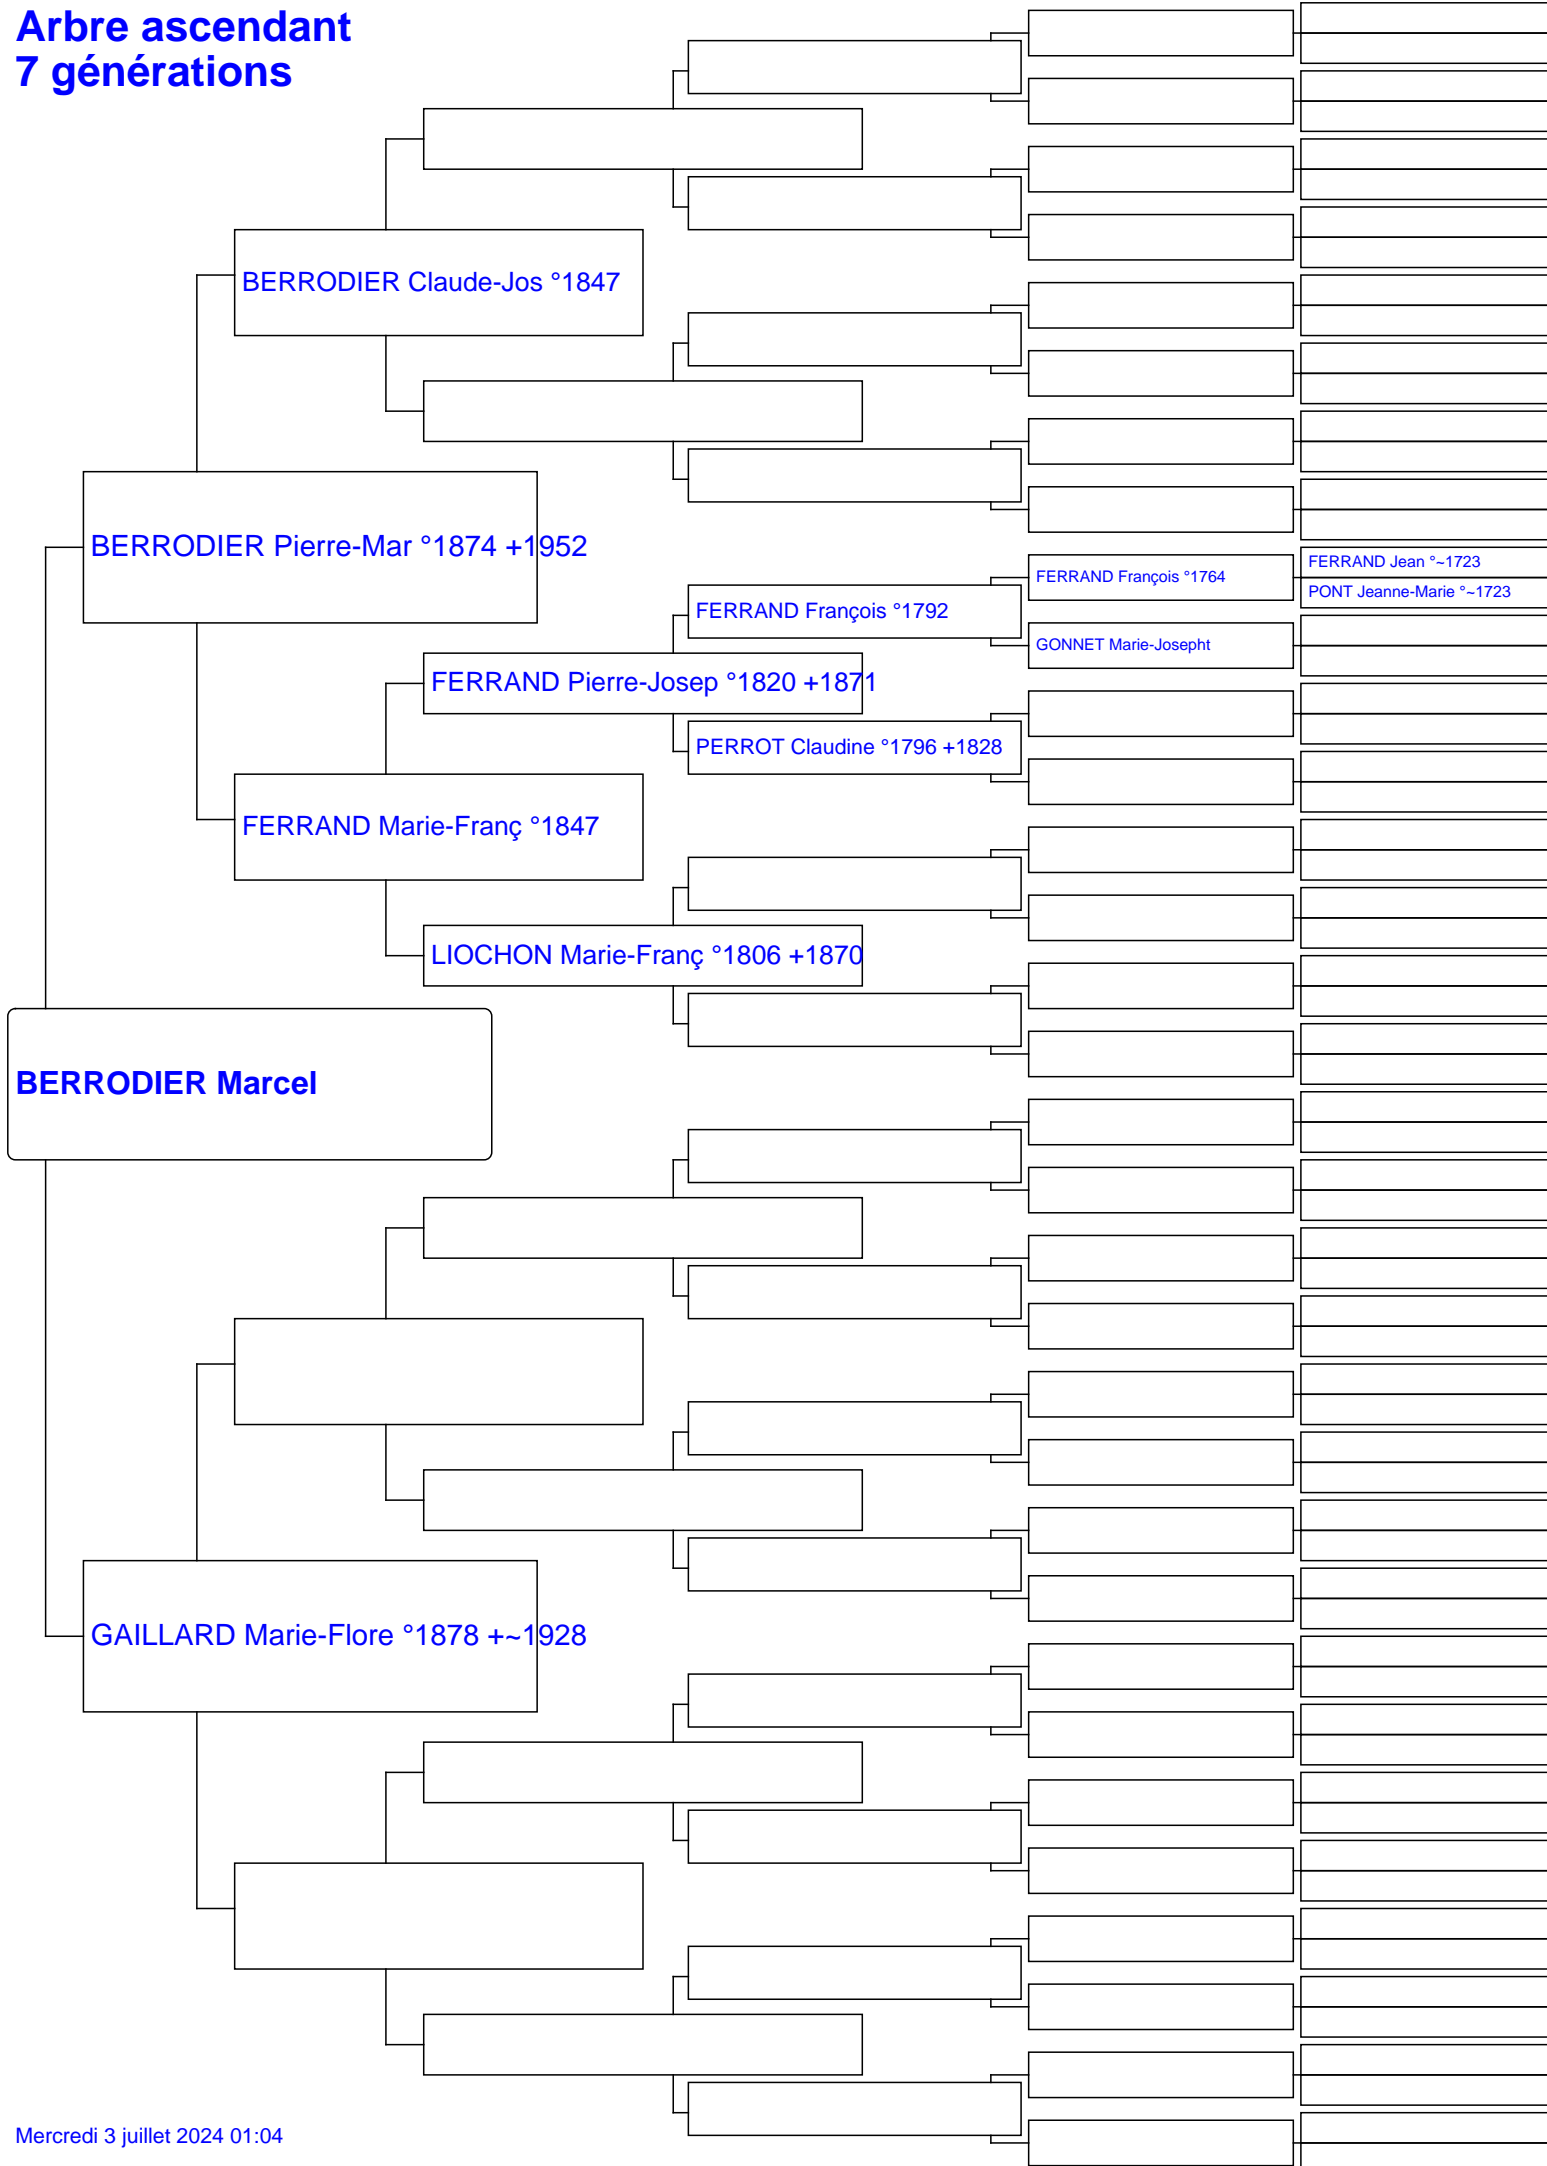 Arbre ascendant
7 générations
BERRODIER Claude-Jos °1847
BERRODIER Pierre-Mar °1874 +1952
FERRAND Jean °~1723
FERRAND François °1764
PONT Jeanne-Marie °~1723
FERRAND François °1792
GONNET Marie-Josepht
FERRAND Pierre-Josep °1820 +1871
PERROT Claudine °1796 +1828
FERRAND Marie-Franç °1847
LIOCHON Marie-Franç °1806 +1870
BERRODIER Marcel
GAILLARD Marie-Flore °1878 +~1928
Mercredi 3 juillet 2024 01:04